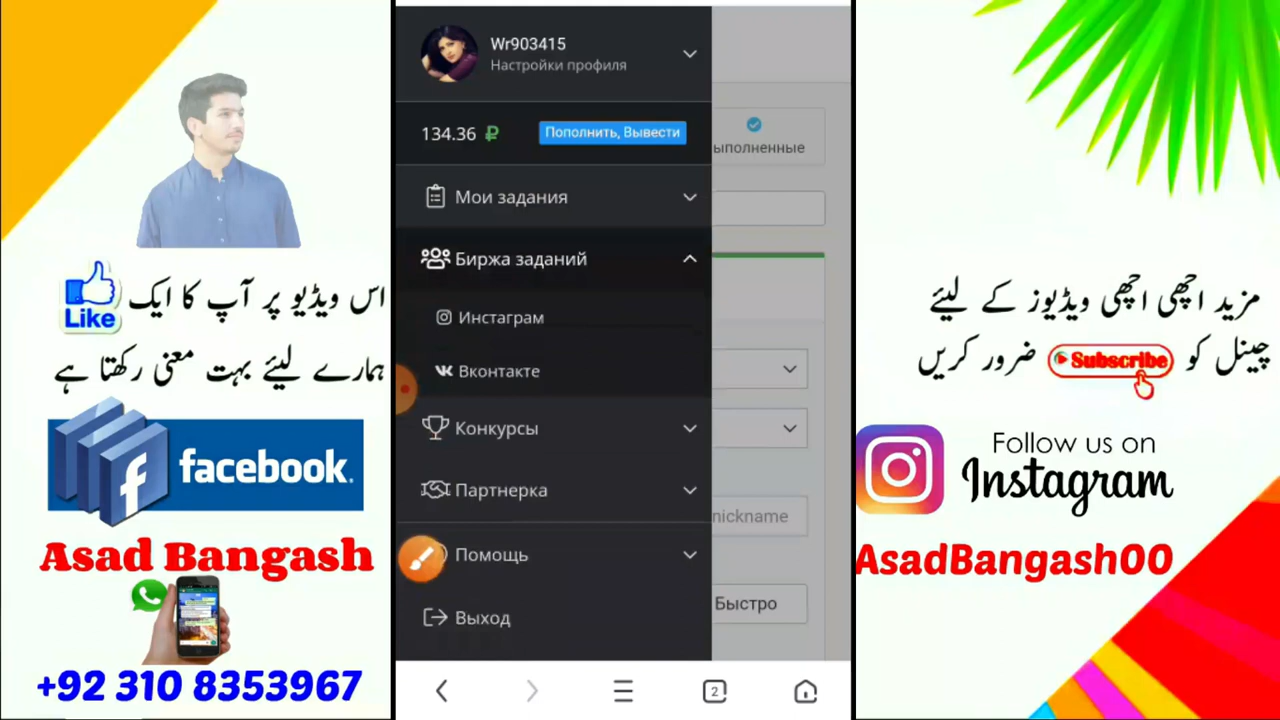 اس ویڈیو پر آپ کا ایک Like
ہمارے لیئے بہت معنی رکھتا ہے
facebook.
Asad Bangash
+92 310 8353967
Wr903415
Настройки профиля
134.36 ₽
Пополнить, Вывести
Мои задания
Биржа заданий
Инстаграм
Вконтакте
Конкурсы
Партнерка
Помощь
Выход
ыполненные
nickname
Быстро
2
مزید اچھی اچھی ویڈیوز کے لیئے
چینل کو Subscribe ضرور کریں
Follow us on
Instagram
AsadBangash00